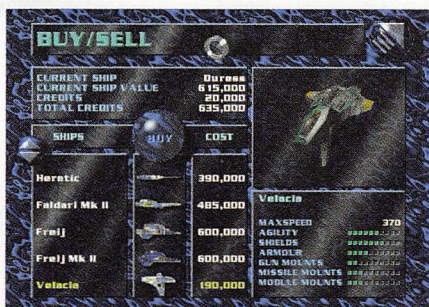 BUY/SELL
CURRENT SHIP Duress
CURRENT SHIP VALUE 615,000
CREDITS 20,000
TOTAL CREDITS 635,000
SHIPS BUY COST
Heretic 390,000
Faldari Mk II 485,000
Freij 600,000
Freij Mk II 600,000
Velacia 190,000
Velacia
MAXSPEED 370
AGILITY
SHIELDS
ARMOUR
GUN MOUNTS
MISSILE MOUNTS
MODULE MOUNTS